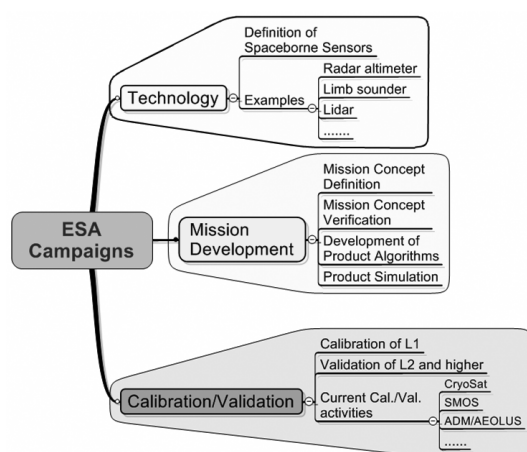 Definition of
Spaceborne Sensors
Technology
Examples
Radar altimeter
Limb sounder
Lidar
.......
ESA
Campaigns
Mission
Development
Mission Concept
Definition
Mission Concept
Verification
Development of
Product Algorithms
Product Simulation
Calibration/Validation
Calibration of L1
Validation of L2 and higher
Current Cal./Val.
activities
CryoSat
SMOS
ADM/AEOLUS
......